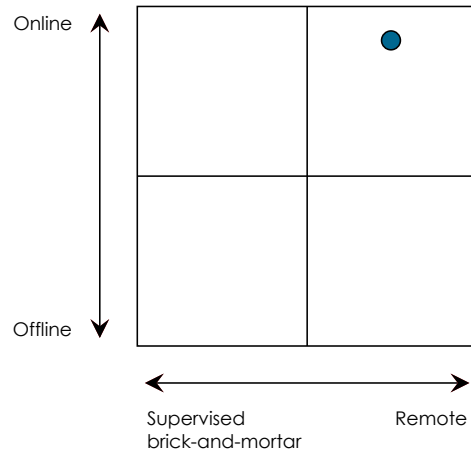 Online
Offline
Supervised
brick-and-mortar
Remote